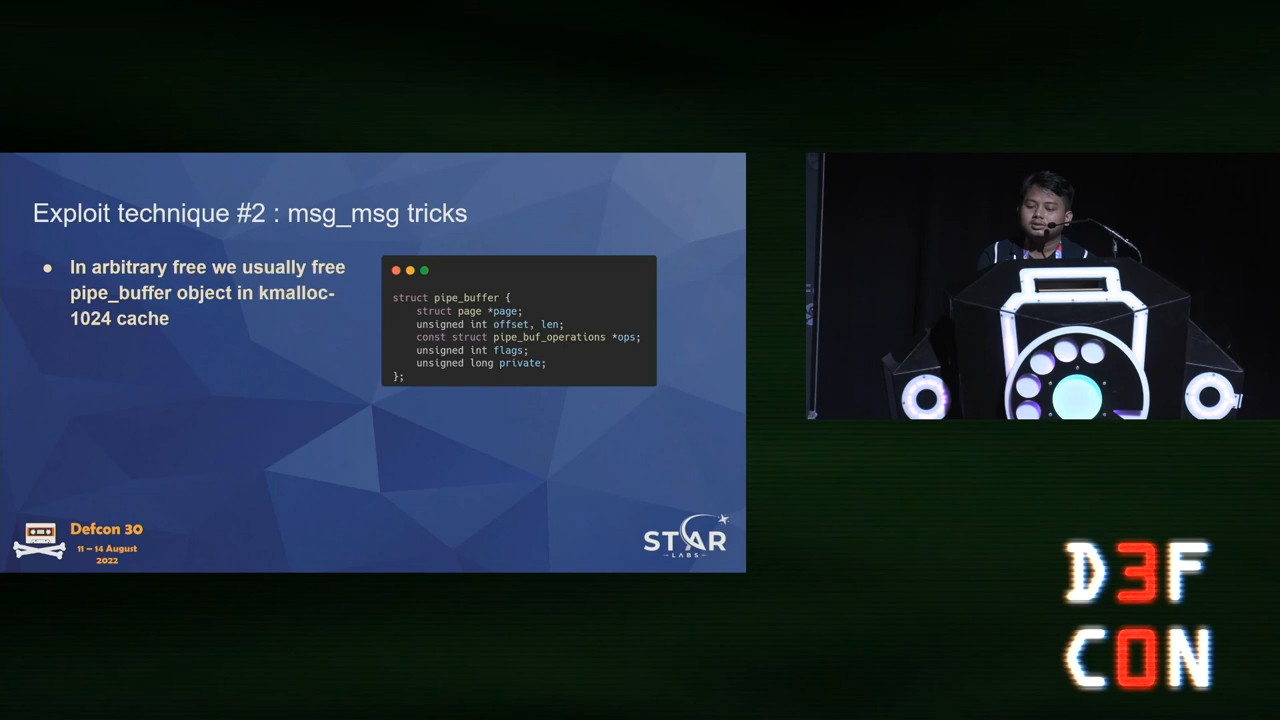 Exploit technique #2 : msg_msg tricks
● In arbitrary free we usually free
pipe_buffer object in kmalloc-
1024 cache
struct pipe_buffer {
struct page *page;
unsigned int offset, len;
const struct pipe_buf_operations *ops;
unsigned int flags;
unsigned long private;
};
Defcon 30
11 – 14 August
2022
STAR
LABS
D3F
C0N